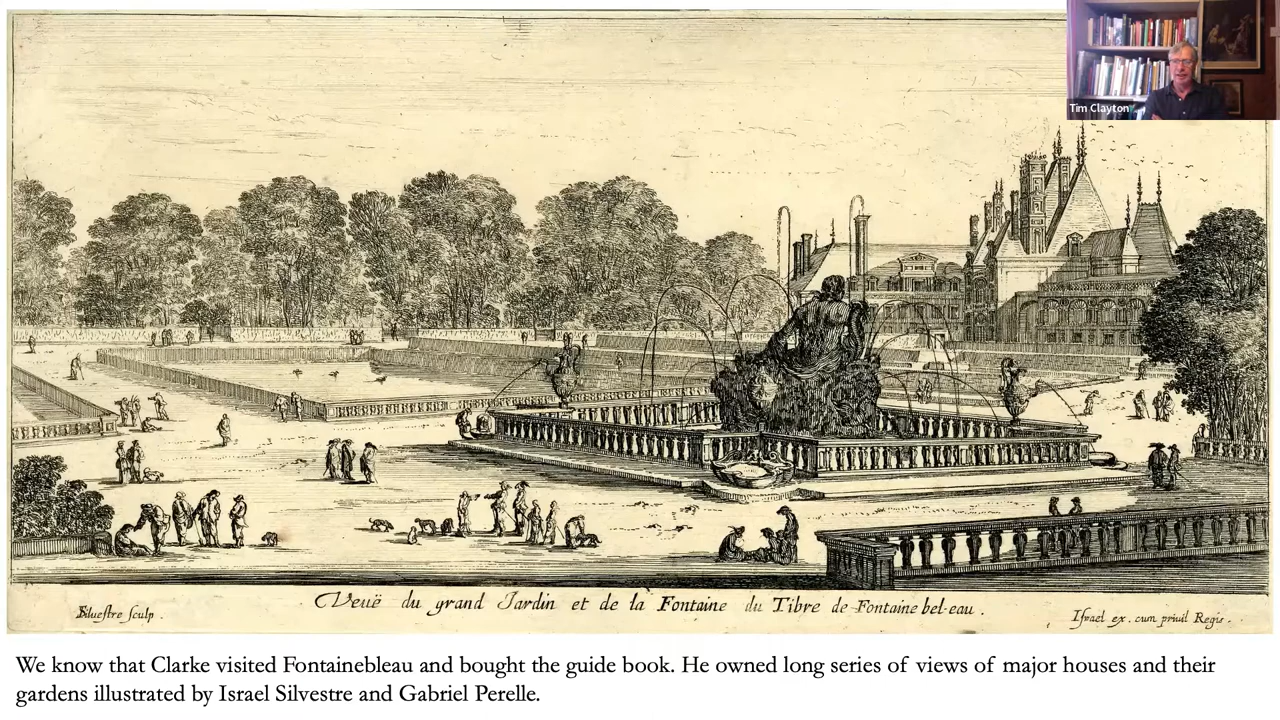 Tim Clayton
Veuë du grand Jardin et de la Fontaine du Tibre de Fontaine bel-eau .
Silvestre sculp .
Israel ex . cum privil Regis .
We know that Clarke visited Fontainebleau and bought the guide book. He owned long series of views of major houses and their
gardens illustrated by Israel Silvestre and Gabriel Perelle.